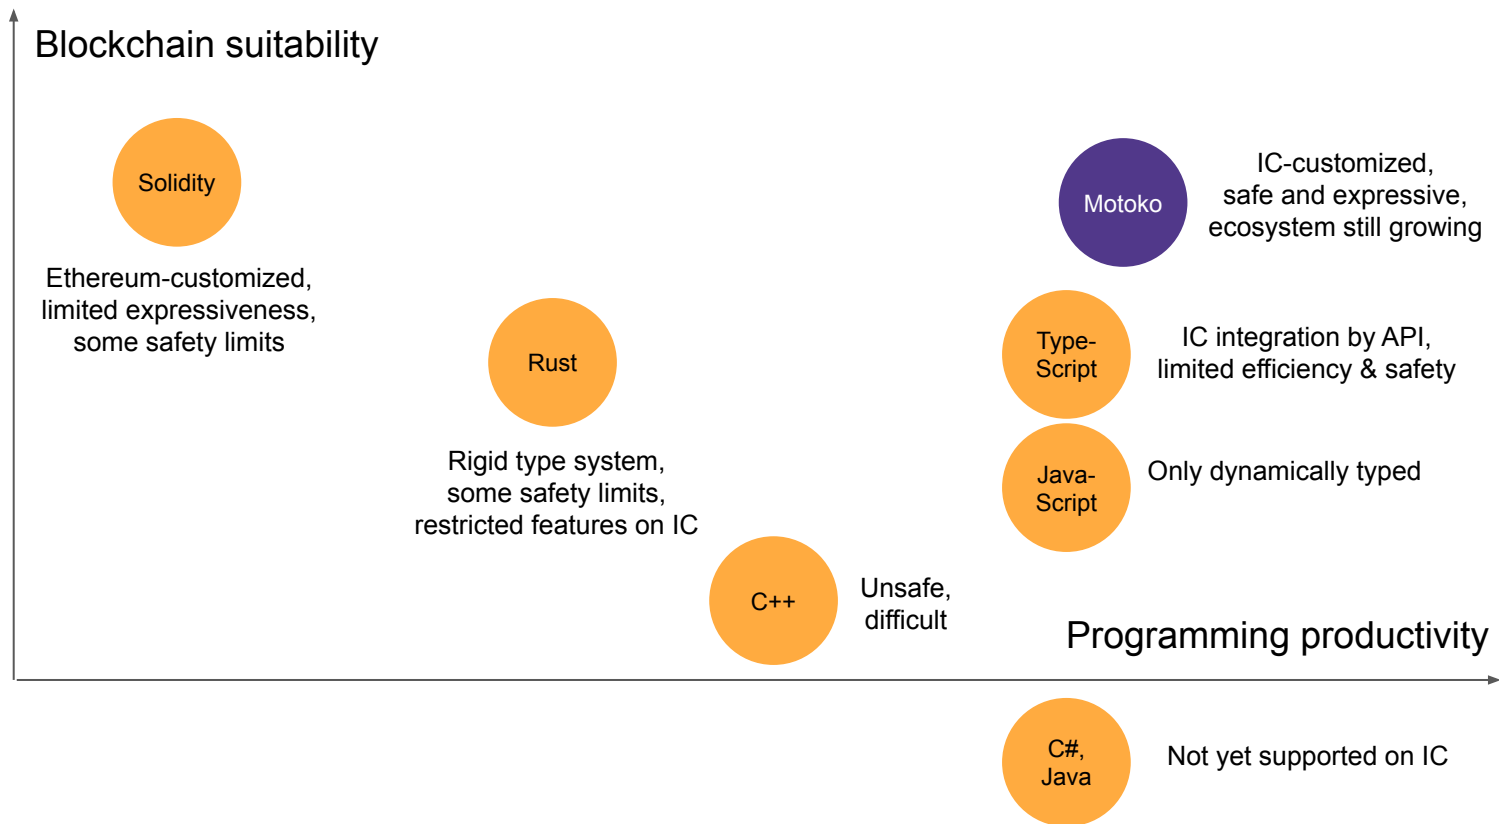 Blockchain suitability
Solidity
Ethereum-customized,
limited expressiveness,
some safety limits
Rust
Rigid type system,
some safety limits,
restricted features on IC
C++
Unsafe,
difficult
Motoko
IC-customized,
safe and expressive,
ecosystem still growing
Type-
Script
IC integration by API,
limited efficiency & safety
Java-
Script
Only dynamically typed
Programming productivity
C#,
Java
Not yet supported on IC